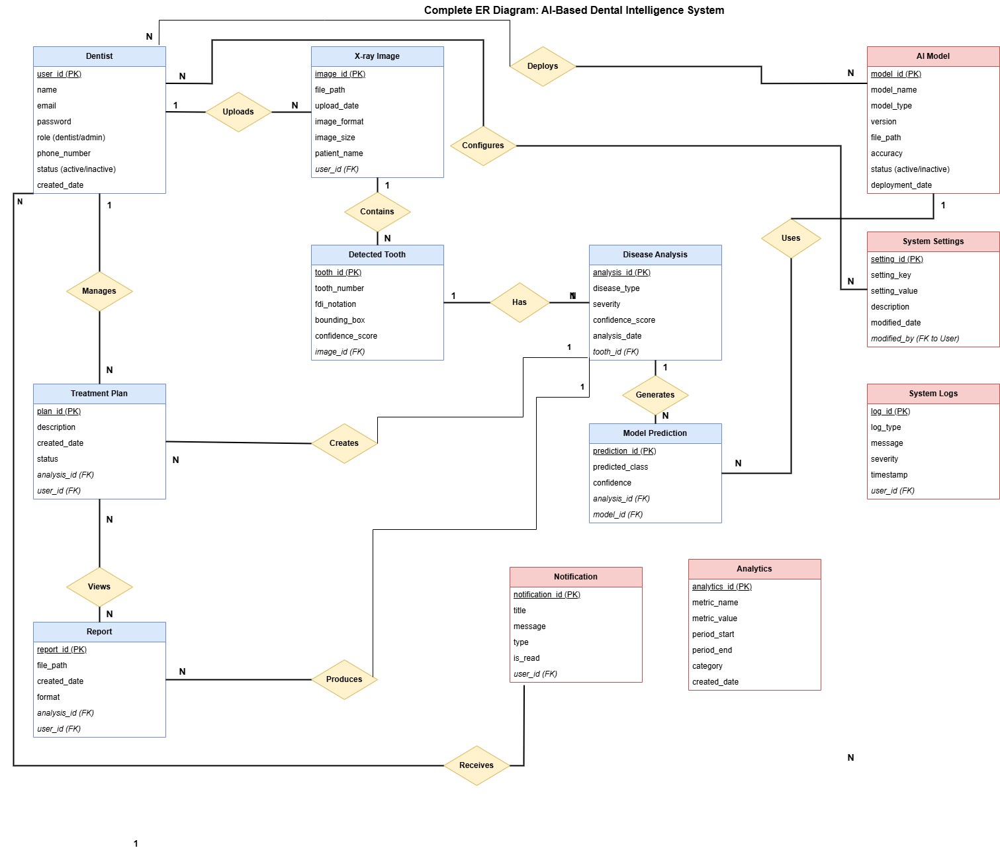 Complete ER Diagram: AI-Based Dental Intelligence System
N
Dentist
user_id (PK)
name
email
password
role (dentist/admin)
phone_number
status (active/inactive)
created_date
N
1
Uploads
N
X-ray Image
image_id (PK)
file_path
upload_date
image_format
image_size
patient_name
user_id (FK)
Deploys
N
Configures
AI Model
model_id (PK)
model_name
model_type
version
file_path
accuracy
status (active/inactive)
deployment_date
N
1
1
Contains
N
1
Uses
Detected Tooth
tooth_id (PK)
tooth_number
fdi_notation
bounding_box
confidence_score
image_id (FK)
1
Has
N
Disease Analysis
analysis_id (PK)
disease_type
severity
confidence_score
analysis_date
tooth_id (FK)
System Settings
setting_id (PK)
setting_key
setting_value
description
modified_date
modified_by (FK to User)
N
Manages
N
1
1
1
Generates
N
Treatment Plan
plan_id (PK)
description
created_date
status
analysis_id (FK)
user_id (FK)
N
Creates
Model Prediction
prediction_id (PK)
predicted_class
confidence
analysis_id (FK)
model_id (FK)
N
System Logs
log_id (PK)
log_type
message
severity
timestamp
user_id (FK)
N
Views
N
Report
report_id (PK)
file_path
created_date
format
analysis_id (FK)
user_id (FK)
N
Produces
Notification
notification_id (PK)
title
message
type
is_read
user_id (FK)
Analytics
analytics_id (PK)
metric_name
metric_value
period_start
period_end
category
created_date
Receives
N
1